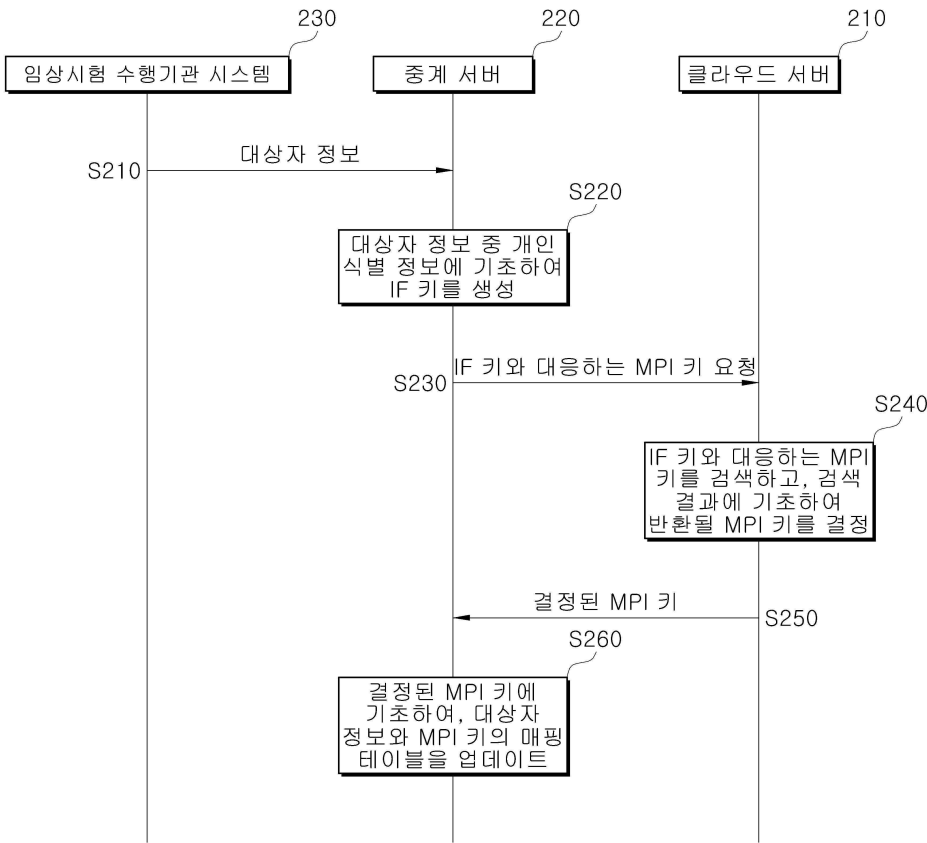 230
220
210
임상시험 수행기관 시스템
중계 서버
클라우드 서버
대상자 정보
S210
S220
대상자 정보 중 개인
식별 정보에 기초하여
IF 키를 생성
IF 키와 대응하는 MPI 키 요청
S230
S240
IF 키와 대응하는 MPI
키를 검색하고, 검색
결과에 기초하여
반환될 MPI 키를 결정
결정된 MPI 키
S250
S260
결정된 MPI 키에
기초하여, 대상자
정보와 MPI 키의 매핑
테이블을 업데이트